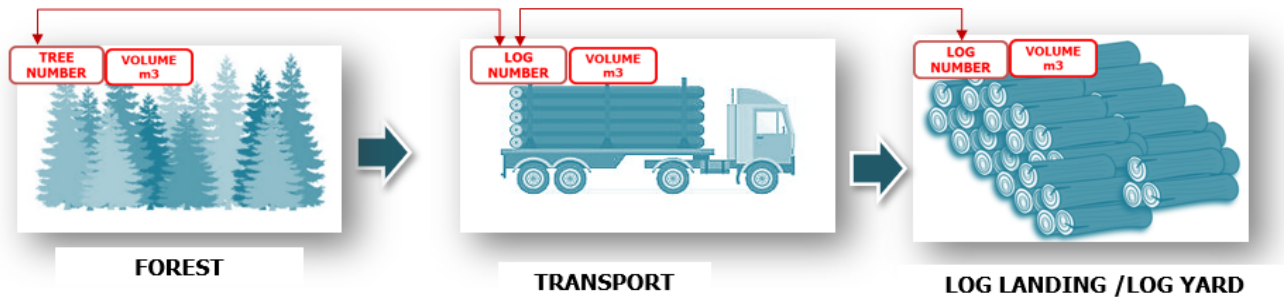 TREE
NUMBER
VOLUME
m3
LOG
NUMBER
VOLUME
m3
LOG
NUMBER
VOLUME
m3
FOREST
TRANSPORT
LOG LANDING /LOG YARD